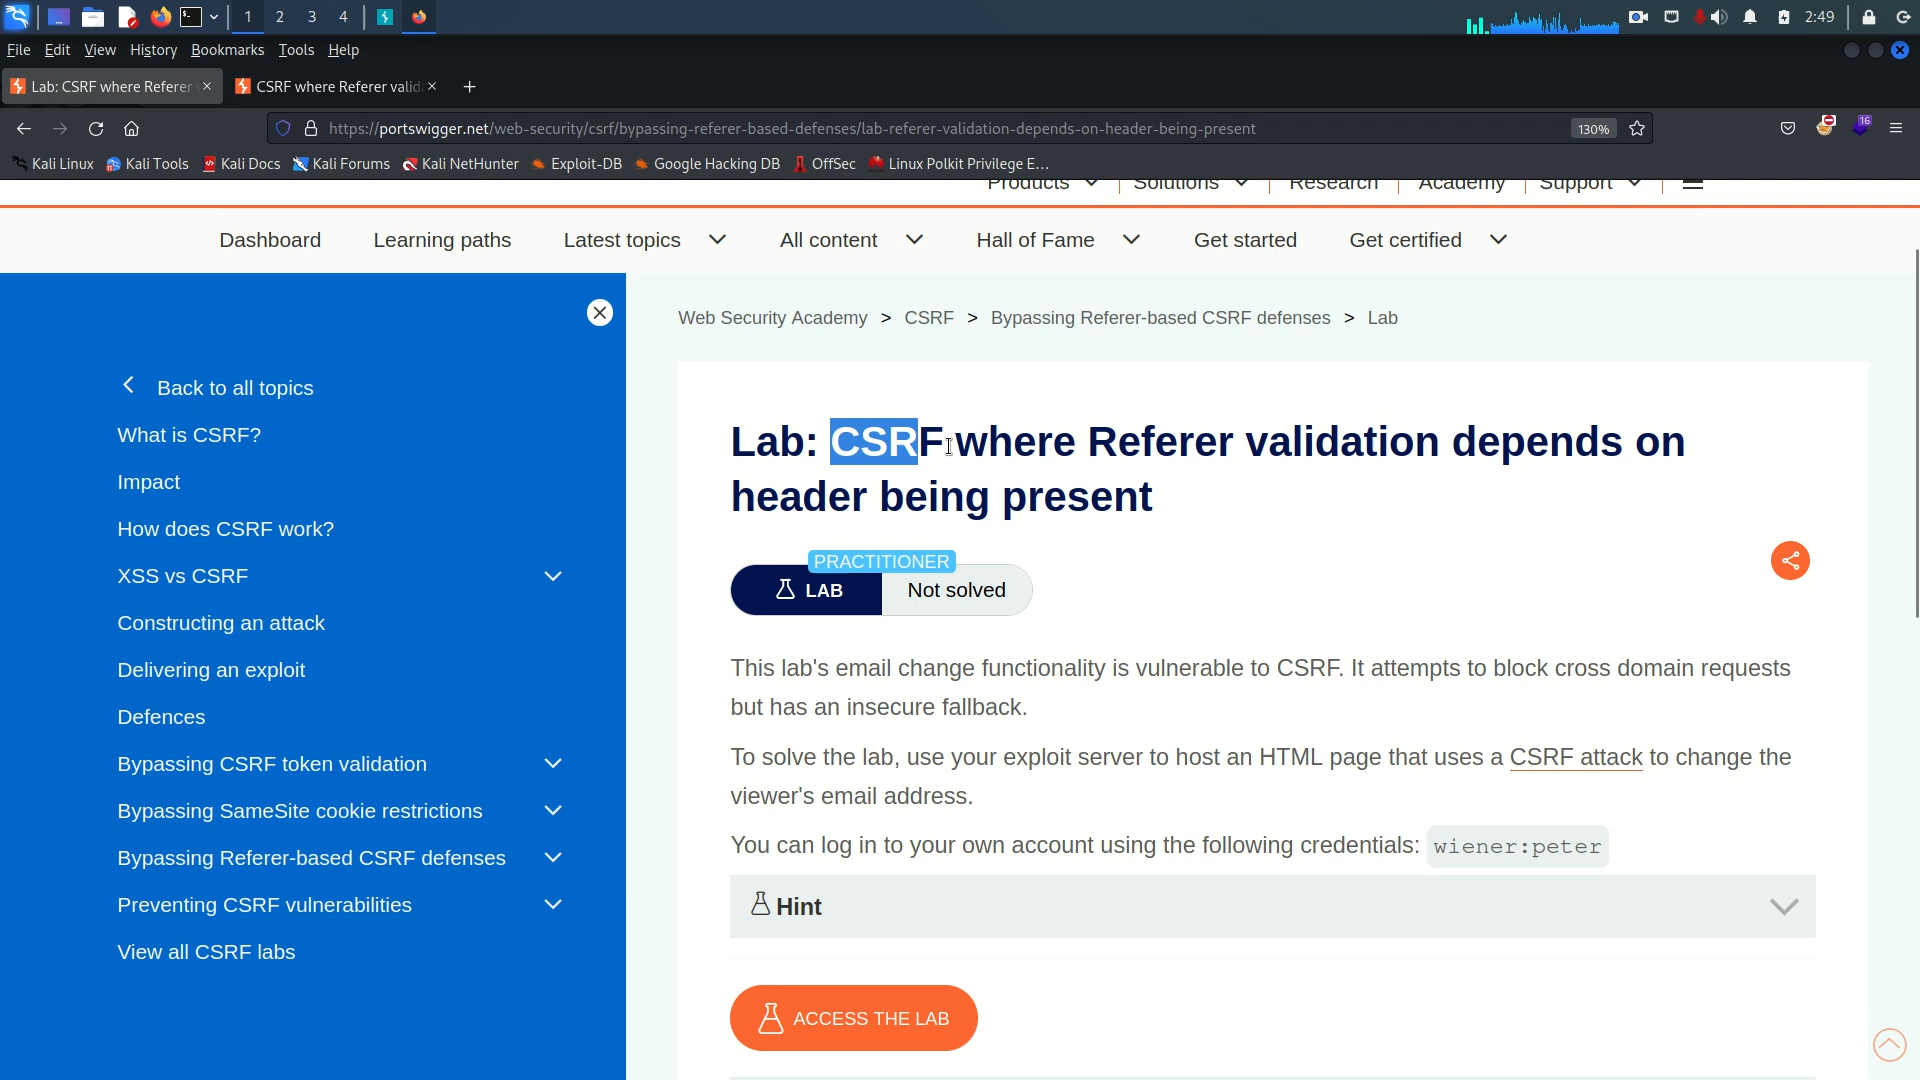 1 2 3 4 2:49
File Edit View History Bookmarks Tools Help
Lab: CSRF where Referer CSRF where Referer valid
https://portswigger.net/web-security/csrf/bypassing-referer-based-defenses/lab-referer-validation-depends-on-header-being-present 130% 16
Kali Linux Kali Tools Kali Docs Kali Forums Kali NetHunter Exploit-DB Google Hacking DB OffSec Linux Polkit Privilege E…
Products Solutions Research Academy Support
Dashboard Learning paths Latest topics All content Hall of Fame Get started Get certified
Back to all topics
What is CSRF?
Impact
How does CSRF work?
XSS vs CSRF
Constructing an attack
Delivering an exploit
Defences
Bypassing CSRF token validation
Bypassing SameSite cookie restrictions
Bypassing Referer-based CSRF defenses
Preventing CSRF vulnerabilities
View all CSRF labs
Web Security Academy > CSRF > Bypassing Referer-based CSRF defenses > Lab
Lab: CSRF where Referer validation depends on
header being present
PRACTITIONER
LAB Not solved
This lab's email change functionality is vulnerable to CSRF. It attempts to block cross domain requests
but has an insecure fallback.
To solve the lab, use your exploit server to host an HTML page that uses a CSRF attack to change the
viewer's email address.
You can log in to your own account using the following credentials: wiener:peter
Hint
ACCESS THE LAB